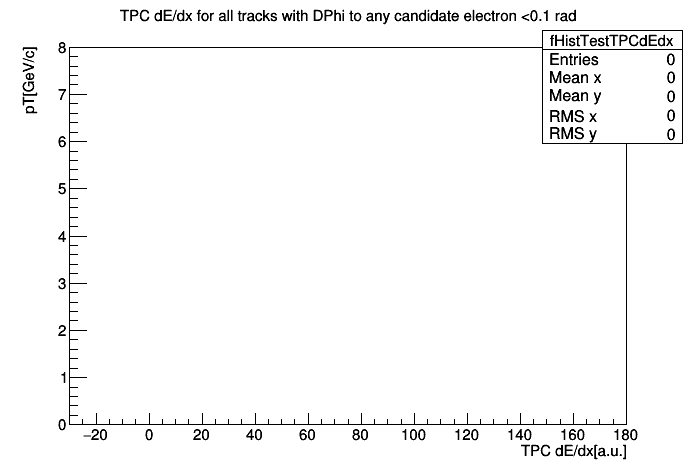 TPC dE/dx for all tracks with DPhi to any candidate electron <0.1 rad
fHistTestTPCdEdx
Entries 0
Mean x 0
Mean y 0
RMS x 0
RMS y 0
pT[GeV/c]
8
7
6
5
4
3
2
1
0
−20 0 20 40 60 80 100 120 140 160 180
TPC dE/dx[a.u.]